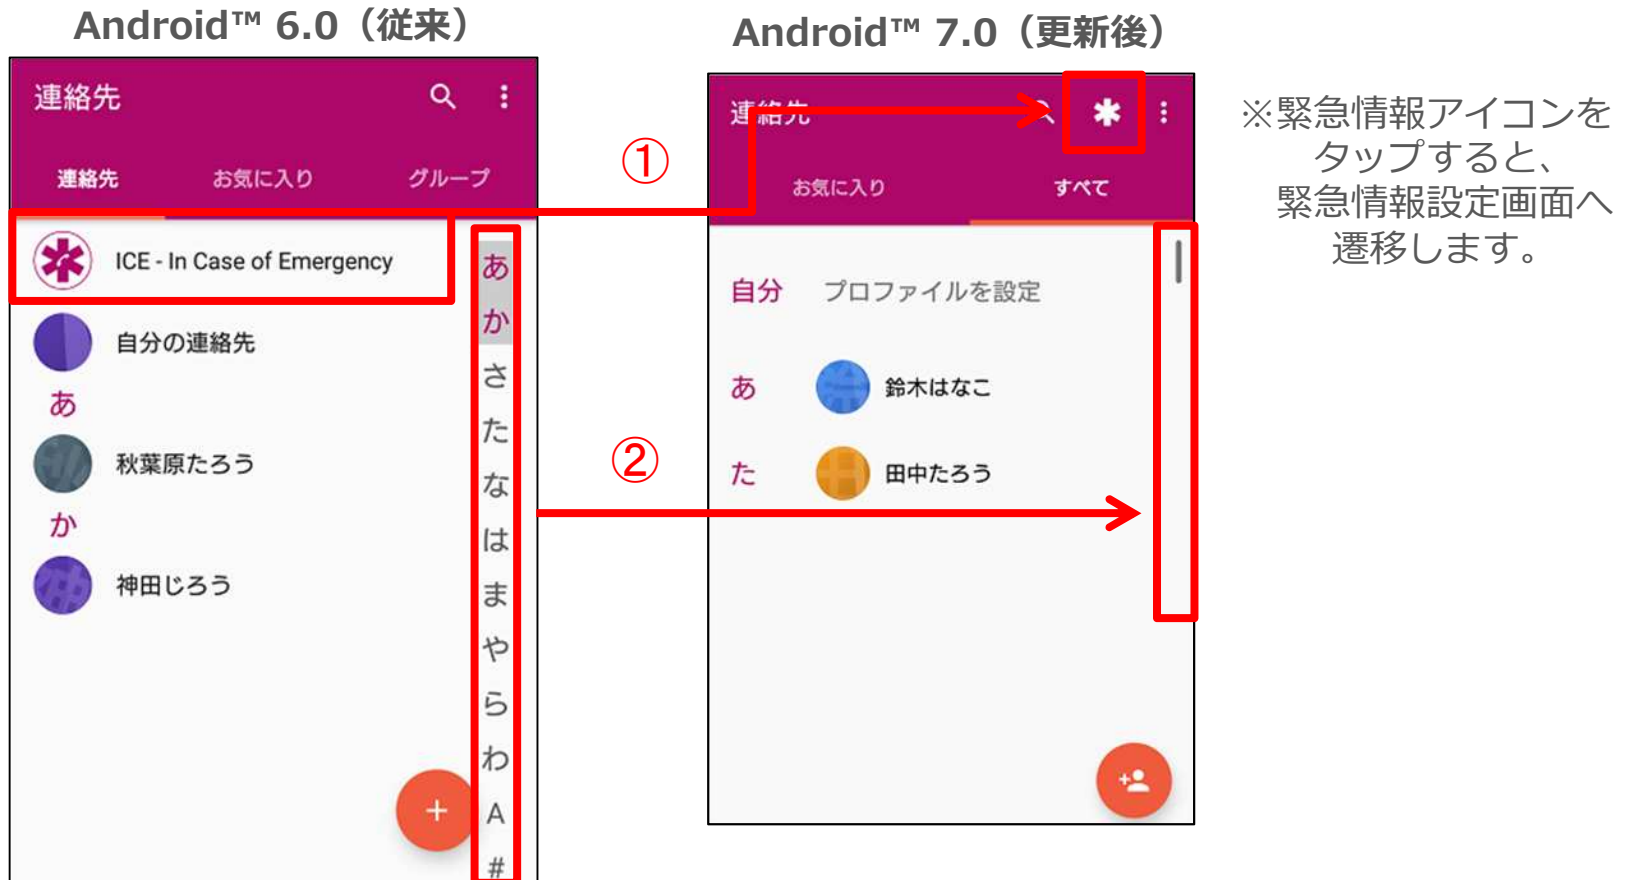 Android™ 6.0（従来）
連絡先
連絡先 お気に入り グループ
ICE - In Case of Emergency
自分の連絡先
あ
秋葉原たろう
か
神田じろう
あ
か
さ
た
な
は
ま
や
ら
わ
A
#
①
②
Android™ 7.0（更新後）
連絡先
お気に入り すべて
自分 プロファイルを設定
あ 鈴木はなこ
た 田中たろう
※緊急情報アイコンを
タップすると、
緊急情報設定画面へ
遷移します。